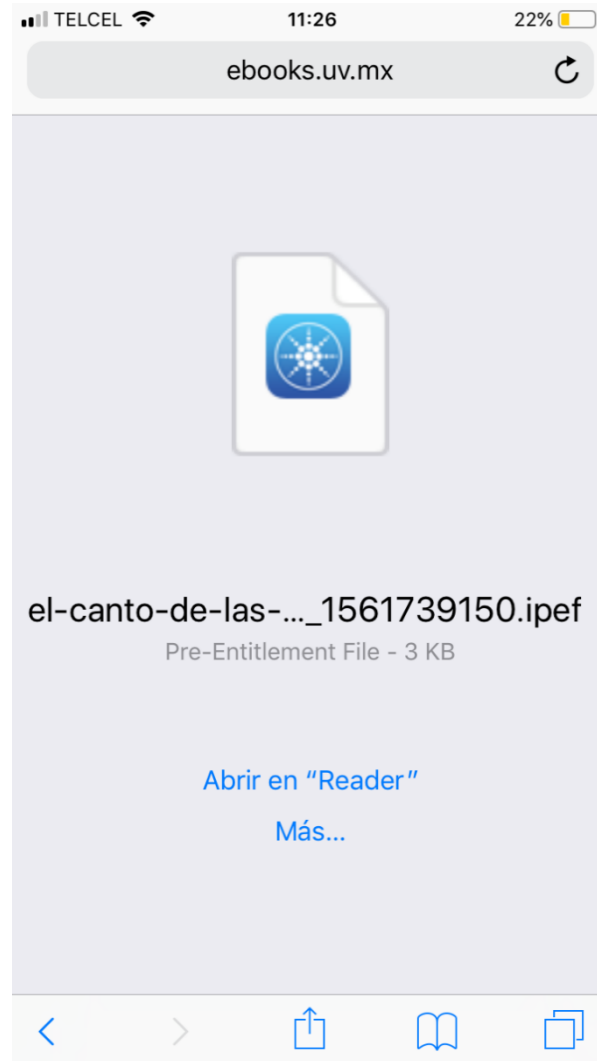 TELCEL 11:26 22%
ebooks.uv.mx
el-canto-de-las-..._1561739150.ipef
Pre-Entitlement File - 3 KB
Abrir en “Reader”
Más...